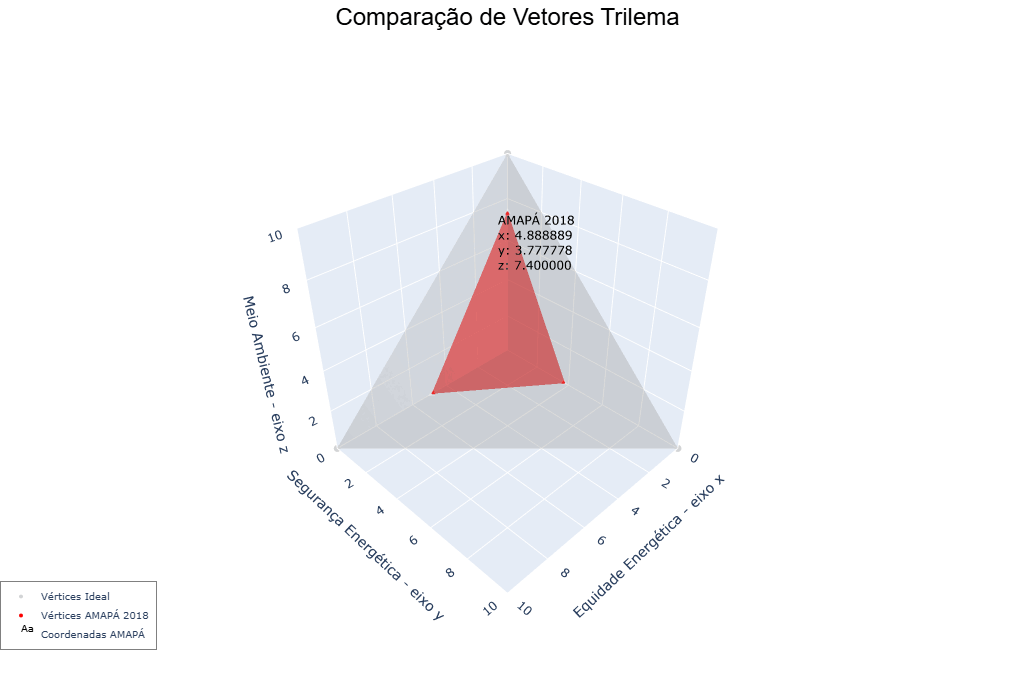 Comparação de Vetores Trilema
AMAPÁ 2018
x: 4.888889
y: 3.777778
z: 7.400000
10
8
6
4
2
0
Meio Ambiente - eixo z
2
4
6
8
10
Segurança Energética - eixo y
0
2
4
6
8
10
Equidade Energética - eixo x
Vértices Ideal
Vértices AMAPÁ 2018
Aa Coordenadas AMAPÁ